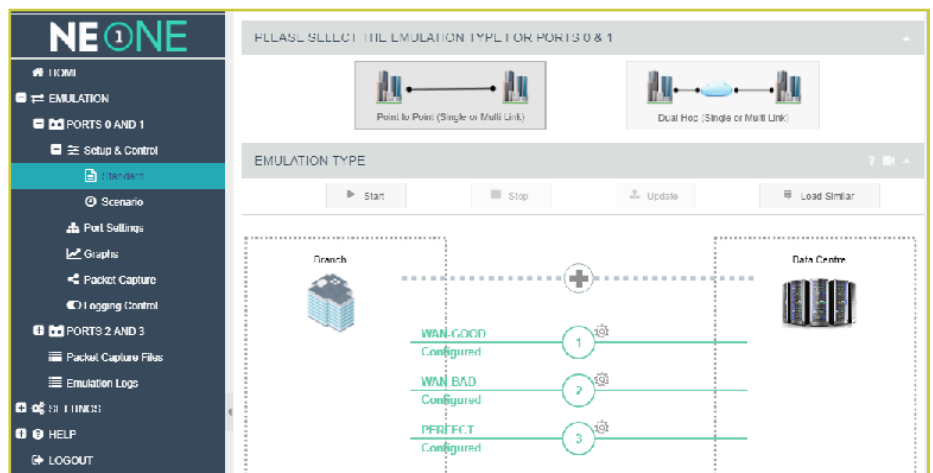 NE1NE
HOME
EMULATION
PORTS 0 AND 1
Setup & Control
Standard
Scenario
Port Settings
Graphs
Packet Capture
Logging Control
PORTS 2 AND 3
Packet Capture Files
Emulation Logs
SETTINGS
HELP
LOGOUT
PLEASE SELECT THE EMULATION TYPE FOR PORTS 0 & 1
Point to Point (Single or Multi Link)
Dual Hop (Single or Multi Link)
EMULATION TYPE
?
Start
Stop
Update
Load Similar
Branch
Data Centre
WAN-GOOD
Configured
1
WAN BAD
Configured
2
PERFECT
Configured
3